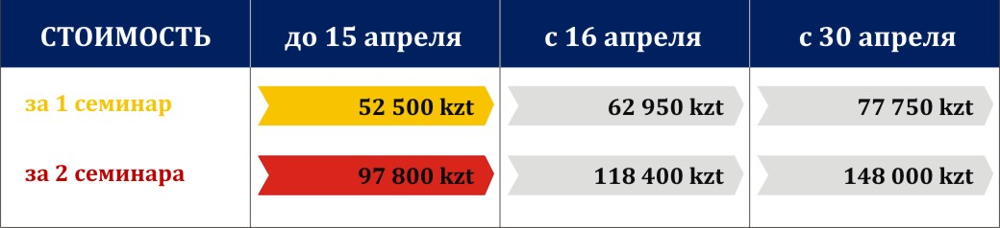 СТОИМОСТЬ до 15 апреля с 16 апреля с 30 апреля
за 1 семинар 52 500 kzt 62 950 kzt 77 750 kzt
за 2 семинара 97 800 kzt 118 400 kzt 148 000 kzt